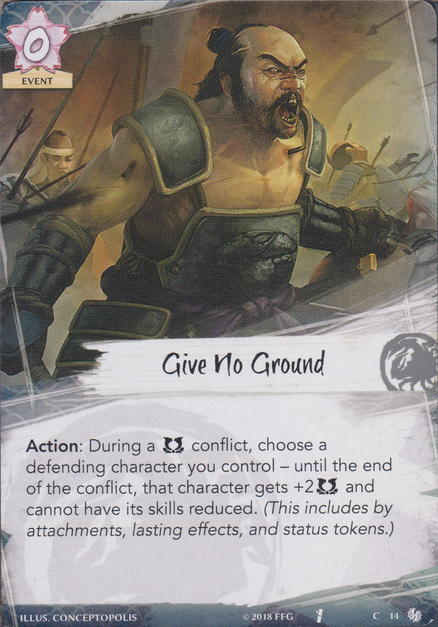 0
EVENT
Give No Ground
Action: During a conflict, choose a
defending character you control – until the end
of the conflict, that character gets +2 and
cannot have its skills reduced. (This includes by
attachments, lasting effects, and status tokens.)
ILLUS. CONCEPTOPOLIS © 2018 FFG C 14